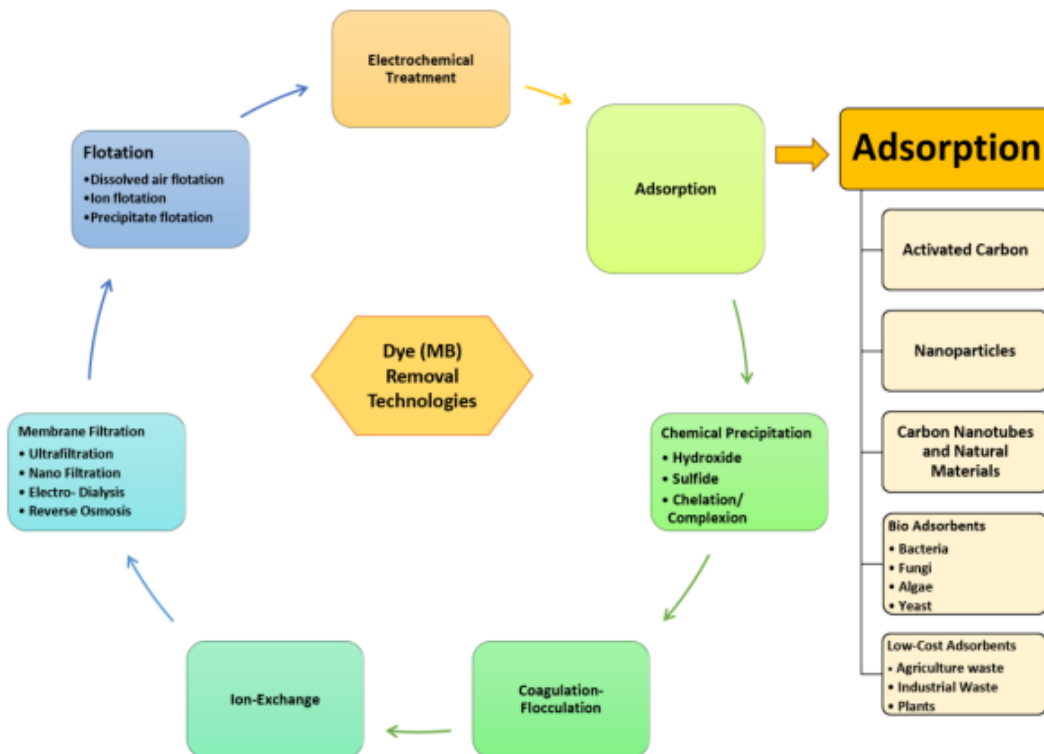 Electrochemical
Treatment
Adsorption
Adsorption
Activated Carbon
Nanoparticles
Carbon Nanotubes
and Natural
Materials
Bio Adsorbents
• Bacteria
• Fungi
• Algae
• Yeast
Low-Cost Adsorbents
• Agriculture waste
• Industrial Waste
• Plants
Chemical Precipitation
• Hydroxide
• Sulfide
• Chelation/
Complexion
Coagulation-
Flocculation
Ion-Exchange
Membrane Filtration
• Ultrafiltration
• Nano Filtration
• Electro- Dialysis
• Reverse Osmosis
Flotation
•Dissolved air flotation
•Ion flotation
•Precipitate flotation
Dye (MB)
Removal
Technologies